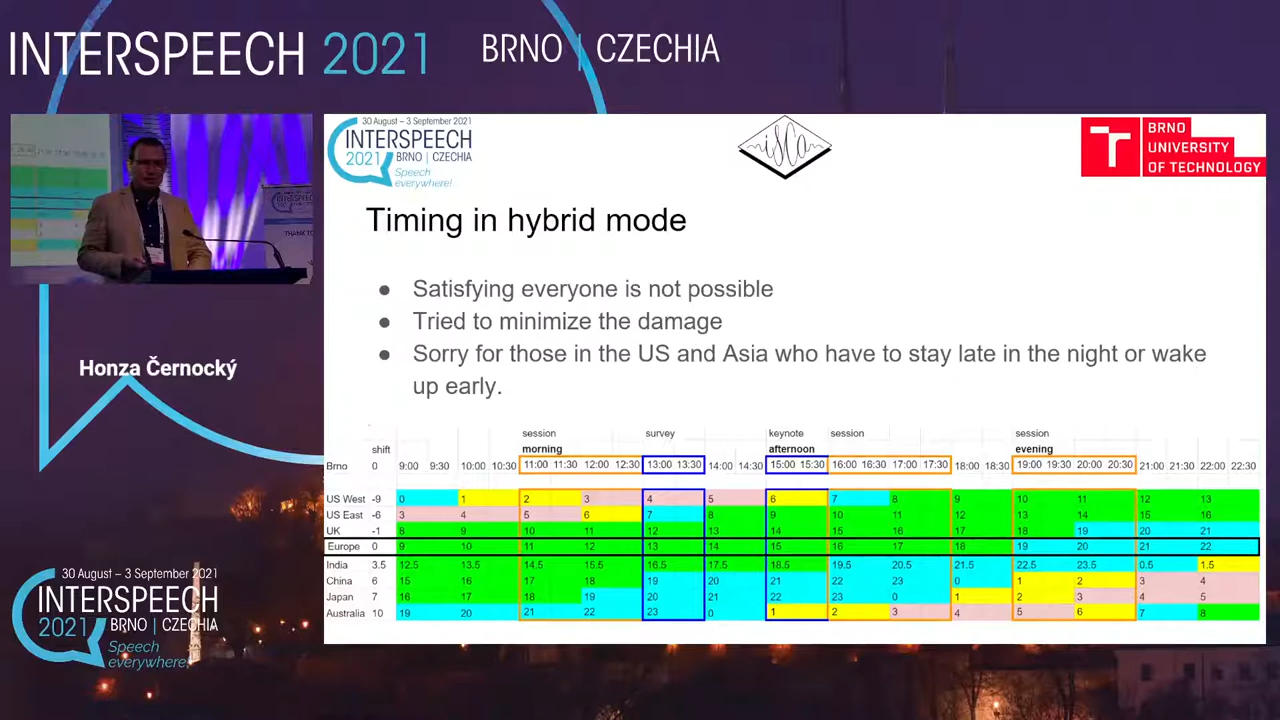 INTERSPEECH 2021 BRNO | CZECHIA
30 August – 3 September 2021
INTERSPEECH
2021 BRNO | CZECHIA
Speech
everywhere!
ISCA
BRNO
UNIVERSITY
OF TECHNOLOGY
INTERSPEECH
THANK
Honza Černocký
Timing in hybrid mode
● Satisfying everyone is not possible
● Tried to minimize the damage
● Sorry for those in the US and Asia who have to stay late in the night or wake
up early.
session survey keynote session session
shift morning afternoon evening
Brno 0 9:00 9:30 10:00 10:30 11:00 11:30 12:00 12:30 13:00 13:30 14:00 14:30 15:00 15:30 16:00 16:30 17:00 17:30 18:00 18:30 19:00 19:30 20:00 20:30 21:00 21:30 22:00 22:30
US West -9 0 1 2 3 4 5 6 7 8 9 10 11 12 13
US East -6 3 4 5 6 7 8 9 10 11 12 13 14 15 16
UK -1 8 9 10 11 12 13 14 15 16 17 18 19 20 21
Europe 0 9 10 11 12 13 14 15 16 17 18 19 20 21 22
India 3.5 12.5 13.5 14.5 15.5 16.5 17.5 18.5 19.5 20.5 21.5 22.5 23.5 0.5 1.5
China 6 15 16 17 18 19 20 21 22 23 0 1 2 3 4
Japan 7 16 17 18 19 20 21 22 23 0 1 2 3 4 5
Australia 10 19 20 21 22 23 0 1 2 3 4 5 6 7 8
30 August – 3 September 2021
INTERSPEECH
2021 BRNO | CZECHIA
Speech
everywhere!